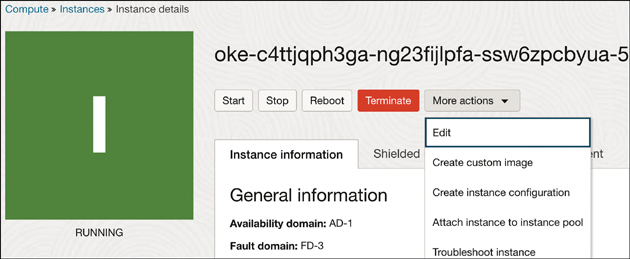 Compute » Instances » Instance details
oke-c4ttjqph3ga-ng23fijlpfa-ssw6zpcbyua-5
Start Stop Reboot Terminate More actions
Edit
Instance information Shielded
Create custom image
General information
Create instance configuration
Availability domain: AD-1
Attach instance to instance pool
Fault domain: FD-3
Troubleshoot instance
RUNNING